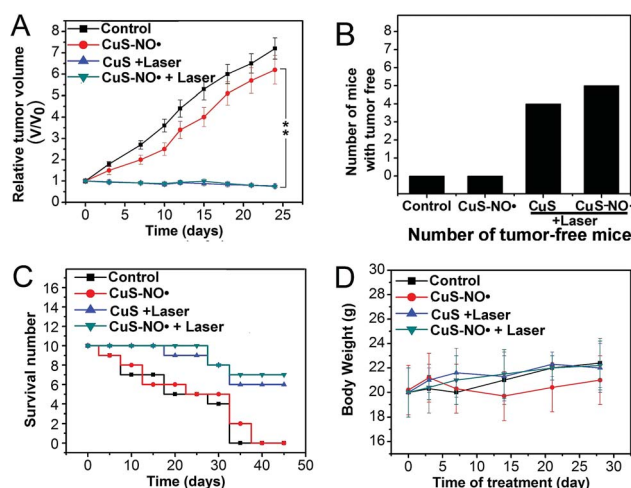 A
Control
CuS-NO•
CuS +Laser
CuS-NO• + Laser
Relative tumor volume
(V/V0)
8
7
6
5
4
3
2
1
0
**
0 5 10 15 20 25
Time (days)
B
Number of mice
with tumor free
8
7
6
5
4
3
2
1
0
-1
Control CuS-NO• CuS CuS-NO•
+Laser
Number of tumor-free mice
C
Control
CuS-NO•
CuS +Laser
CuS-NO• + Laser
Survival number
16
14
12
10
8
6
4
2
0
0 10 20 30 40 50
Time (days)
D
Control
CuS-NO•
CuS +Laser
CuS-NO• + Laser
Body Weight (g)
30
28
26
24
22
20
18
16
0 5 10 15 20 25 30
Time of treatment (day)